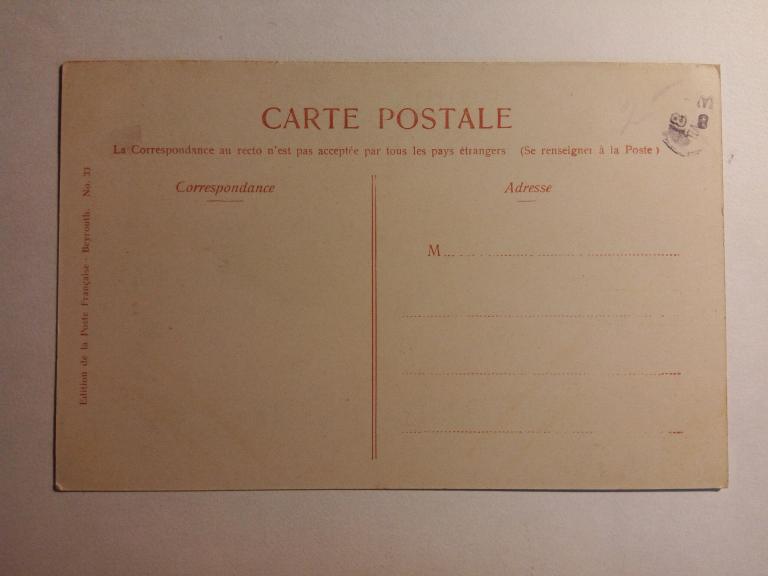 CARTE POSTALE
La Correspondance au recto n'est pas acceptée par tous les pays étrangers (Se renseigner à la Poste)
Correspondance
Adresse
M
Edition de la Poste Française - Beyrouth. No. 33